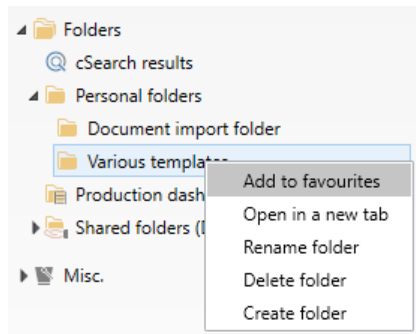 Folders
cSearch results
Personal folders
Document import folder
Various templates
Add to favourites
Production dash
Open in a new tab
Shared folders (
Rename folder
Misc.
Delete folder
Create folder